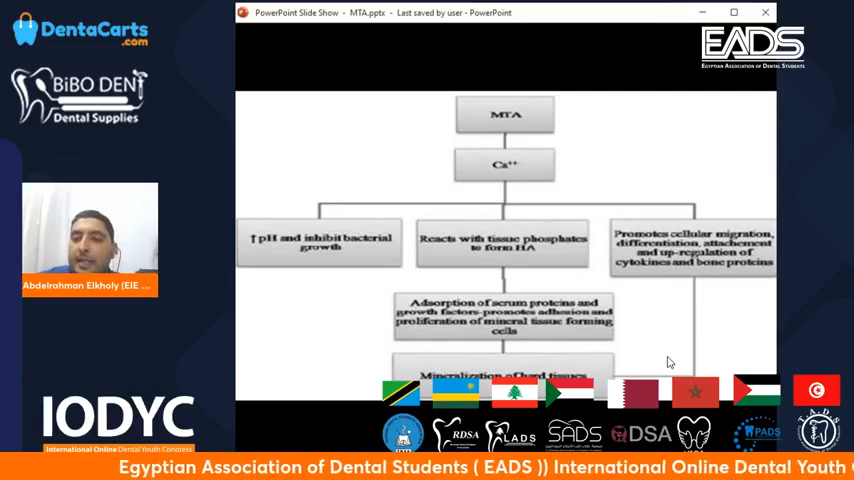 DentaCarts
.com
BiBO DENT
Dental Supplies
PowerPoint Slide Show - MTA.pptx - Last saved by user - PowerPoint
EADS
EGYPTIAN ASSOCIATION OF DENTAL STUDENTS
MTA
Ca⁺⁺
↑pH and inhibit bacterial
growth
Reacts with tissue phosphates
to form HA
Promotes cellular migration,
differentiation, attachement
and up-regulation of
cytokines and bone proteins
Adsorption of serum proteins and
growth factors-promotes adhesion and
proliferation of mineral tissue forming
cells
Mineralization of hard tissues
Abdelrahman Elkholy (EIE ...
IODYC
International Online Dental Youth Congress
RDSA
LADS
SADS
QDSA
PADS
T.A.D.S
Egyptian Association of Dental Students ( EADS )) International Online Dental Youth C